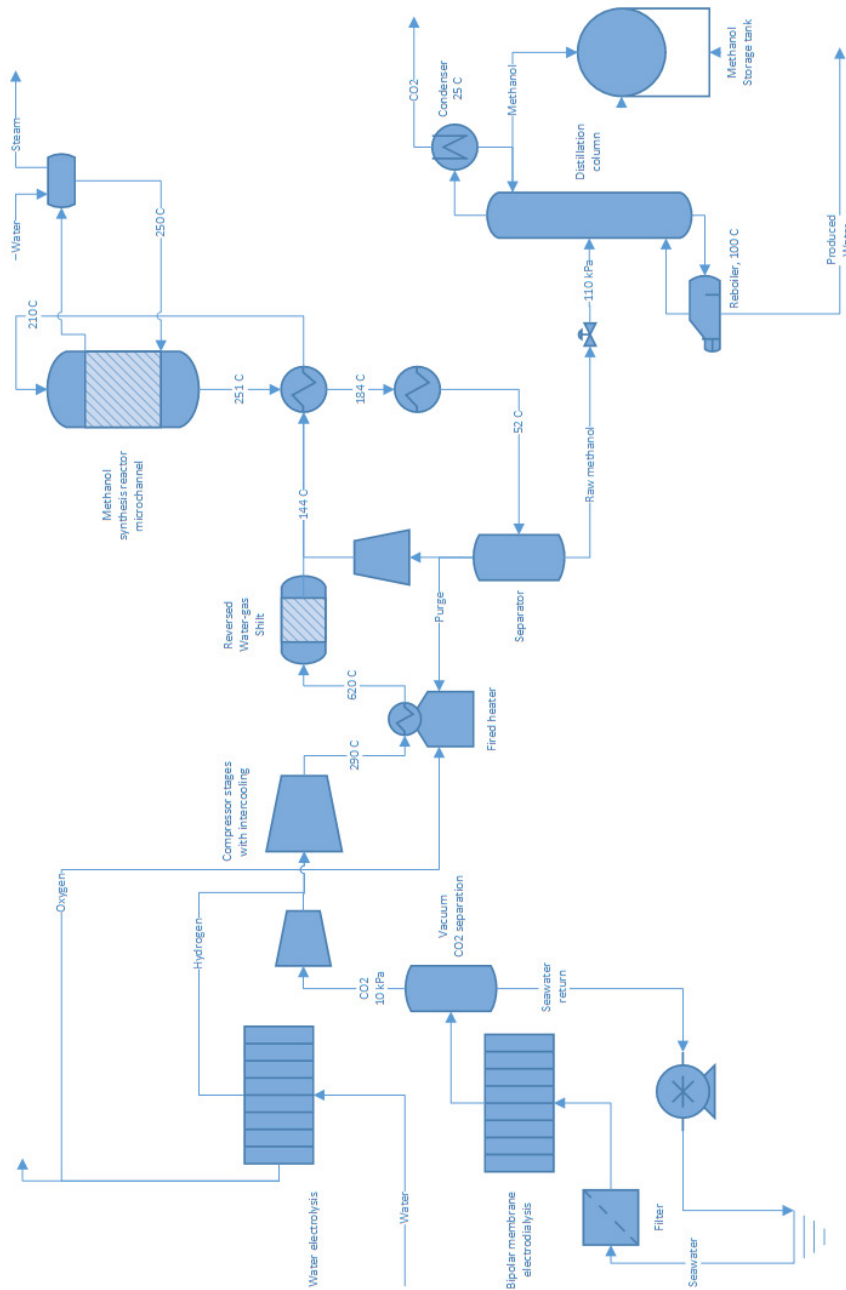 Water electrolysis
Water
Oxygen
Hydrogen
Bipolar membrane
electrodialysis
Filter
Seawater
Seawater
return
Vacuum
CO2 separation
CO2
10 kPa
Compressor stages
with intercooling
290 C
Fired heater
620 C
Reversed
Water-gas
Shilt
Purge
Separator
144 C
Methanol
synthesis reactor
microchannel
210 C
251 C
184 C
52 C
250 C
Water
Steam
Raw methanol
110 kPa
Reboiler, 100 C
Produced
Water
Distillation
column
Condenser
25 C
CO2
Methanol
Methanol
Storage tank